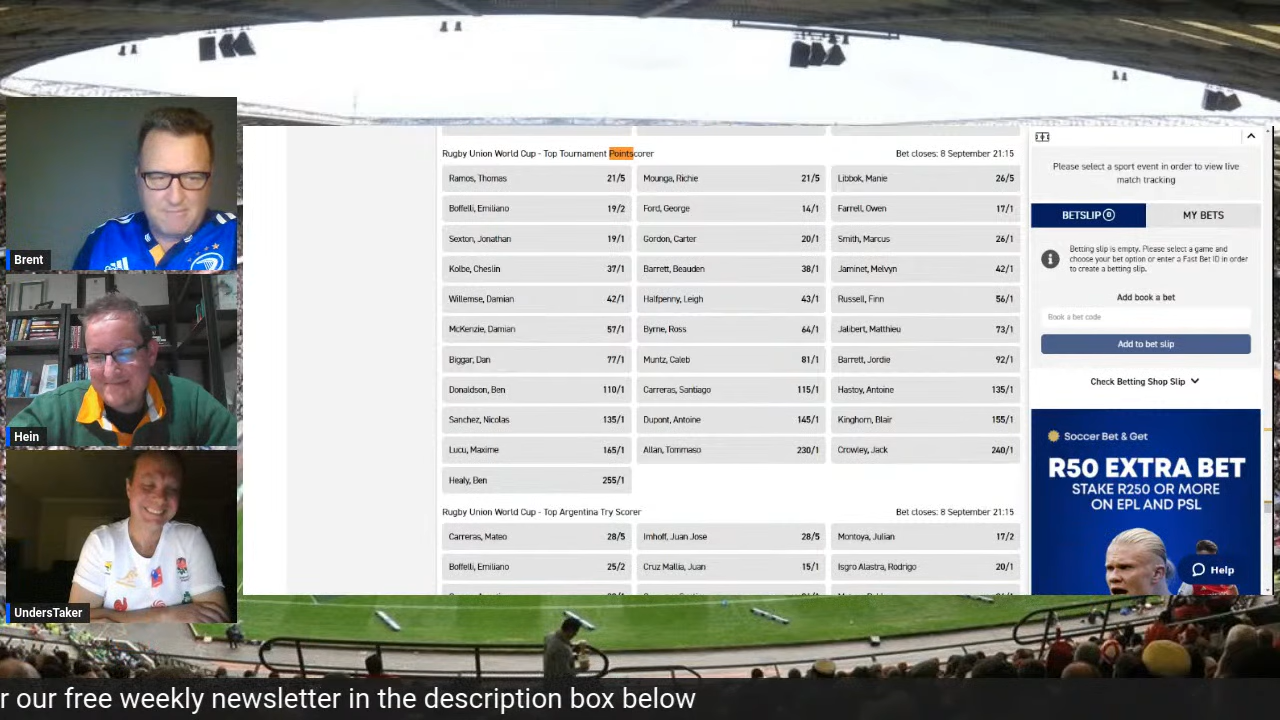 Rugby Union World Cup - Top Tournament Pointscorer Bet closes: 8 September 21:15
Ramos, Thomas 21/5 Mounga, Richie 21/5 Libbok, Manie 26/5
Boffelli, Emiliano 19/2 Ford, George 14/1 Farrell, Owen 17/1
Sexton, Jonathan 19/1 Gordon, Carter 20/1 Smith, Marcus 26/1
Kolbe, Cheslin 37/1 Barrett, Beauden 38/1 Jaminet, Melvyn 42/1
Willemse, Damian 42/1 Halfpenny, Leigh 43/1 Russell, Finn 56/1
McKenzie, Damian 57/1 Byrne, Ross 64/1 Jalibert, Matthieu 73/1
Biggar, Dan 77/1 Muntz, Caleb 81/1 Barrett, Jordie 92/1
Donaldson, Ben 110/1 Carreras, Santiago 115/1 Hastoy, Antoine 135/1
Sanchez, Nicolas 135/1 Dupont, Antoine 145/1 Kinghorn, Blair 155/1
Lucu, Maxime 165/1 Allan, Tommaso 230/1 Crowley, Jack 240/1
Healy, Ben 255/1
Rugby Union World Cup - Top Argentina Try Scorer Bet closes: 8 September 21:15
Carreras, Mateo 28/5 Imhoff, Juan Jose 28/5 Montoya, Julian 17/2
Boffelli, Emiliano 25/2 Cruz Mallia, Juan 15/1 Isgro Alastra, Rodrigo 20/1
Please select a sport event in order to view live
match tracking
BETSLIP 0 MY BETS
Betting slip is empty. Please select a game and
choose your bet option or enter a Fast Bet ID in order
to create a betting slip.
Add book a bet
Book a bet code
Add to bet slip
Check Betting Shop Slip
Soccer Bet & Get
R50 EXTRA BET
STAKE R250 OR MORE
ON EPL AND PSL
Help
Brent
Hein
UndersTaker
r our free weekly newsletter in the description box below